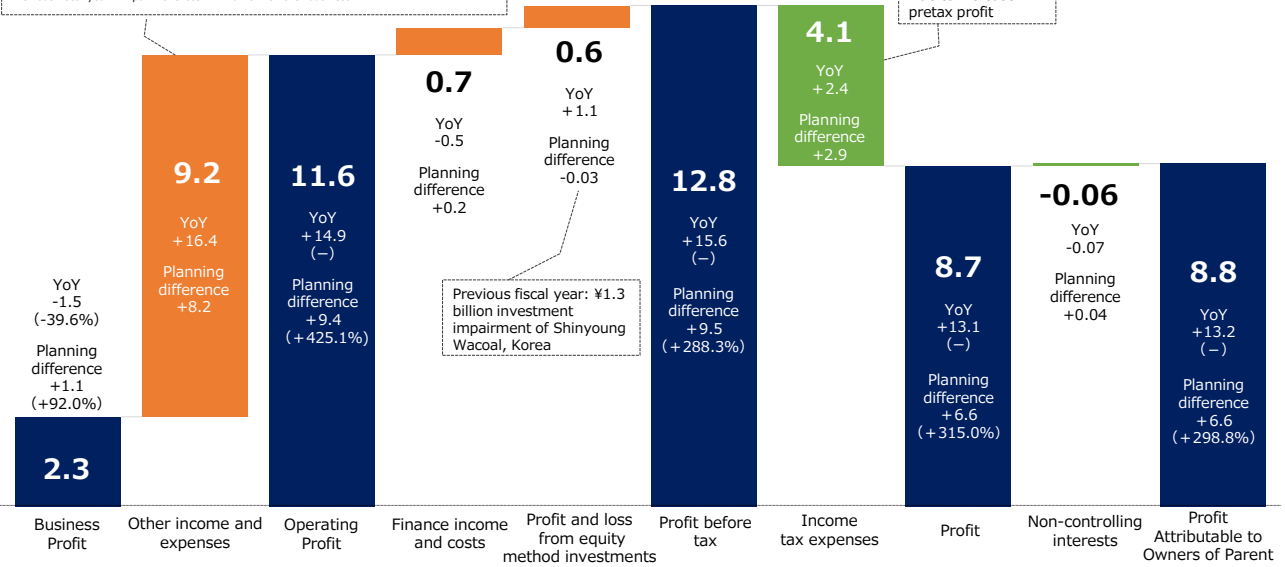 pretax profit
Business
Profit
2.3
YoY
-1.5
(-39.6%)
Planning
difference
+1.1
(+92.0%)
Other income and
expenses
9.2
YoY
+16.4
Planning
difference
+8.2
Operating
Profit
11.6
YoY
+14.9
(−)
Planning
difference
+9.4
(+425.1%)
Finance income
and costs
0.7
YoY
-0.5
Planning
difference
+0.2
Profit and loss
from equity
method investments
0.6
YoY
+1.1
Planning
difference
-0.03
Previous fiscal year: ¥1.3
billion investment
impairment of Shinyoung
Wacoal, Korea
Profit before
tax
12.8
YoY
+15.6
(−)
Planning
difference
+9.5
(+288.3%)
Income
tax expenses
4.1
YoY
+2.4
Planning
difference
+2.9
Profit
8.7
YoY
+13.1
(−)
Planning
difference
+6.6
(+315.0%)
Non-controlling
interests
-0.06
YoY
-0.07
Planning
difference
+0.04
Profit
Attributable to
Owners of Parent
8.8
YoY
+13.2
(−)
Planning
difference
+6.6
(+298.8%)